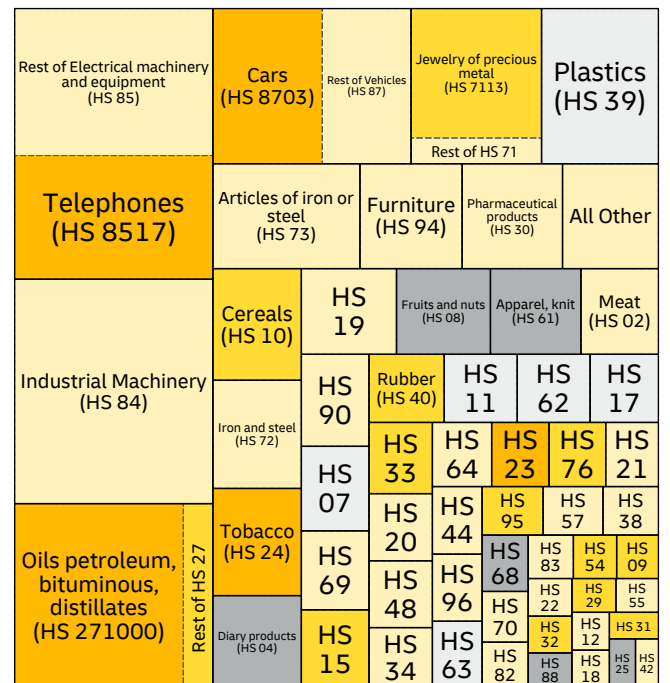 Rest of Electrical machinery
and equipment
(HS 85)
Telephones
(HS 8517)
Industrial Machinery
(HS 84)
Oils petroleum,
bituminous,
distillates
(HS 271000)
Rest of HS 27
Cars
(HS 8703)
Rest of Vehicles
(HS 87)
Jewelry of precious
metal
(HS 7113)
Rest of HS 71
Plastics
(HS 39)
Articles of iron or
steel
(HS 73)
Furniture
(HS 94)
Pharmaceutical
products
(HS 30)
All Other
Cereals
(HS 10)
Iron and steel
(HS 72)
Tobacco
(HS 24)
Diary products
(HS 04)
HS
19
Fruits and nuts
(HS 08)
Apparel, knit
(HS 61)
Meat
(HS 02)
HS
90
HS
07
HS
69
HS
15
Rubber
(HS 40)
HS
11
HS
62
HS
17
HS
33
HS
20
HS
48
HS
34
HS
64
HS
23
HS
76
HS
21
HS
44
HS
96
HS
63
HS
95
HS
57
HS
38
HS
68
HS
70
HS
82
HS
83
HS
54
HS
09
HS
22
HS
29
HS
55
HS
32
HS
88
HS
12
HS
18
HS 31
HS
25
HS
42